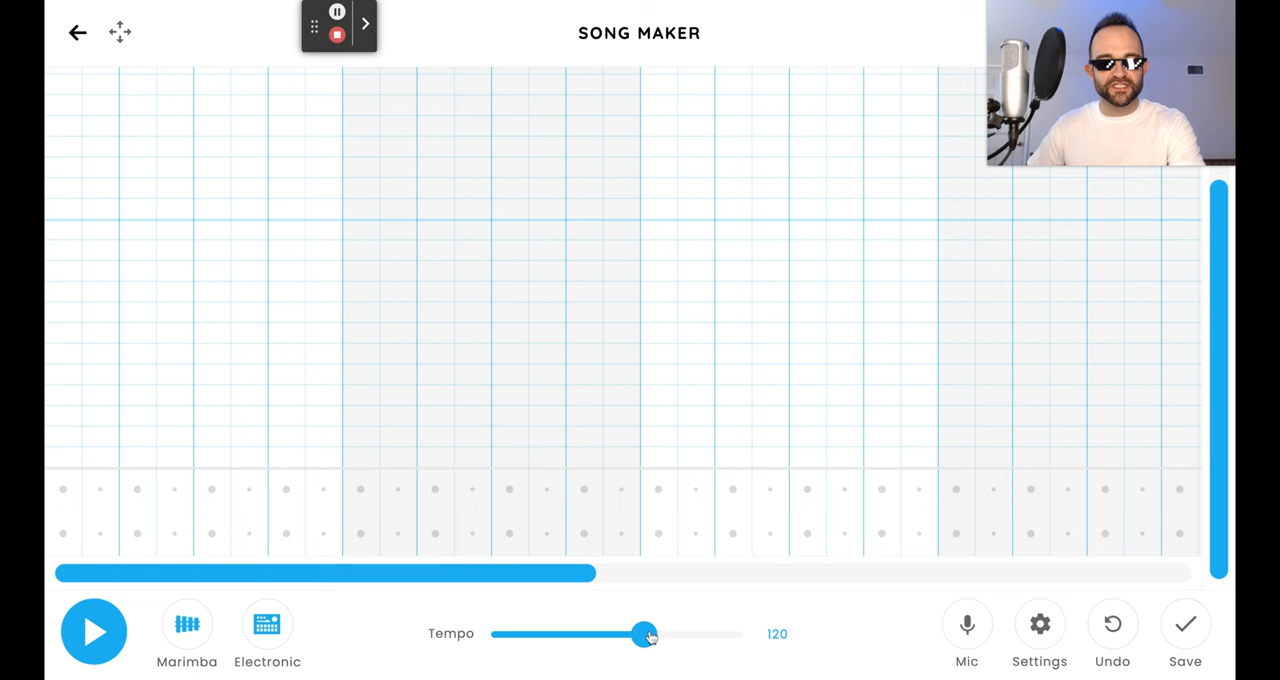 SONG MAKER
Tempo
120
Marimba
Electronic
Mic
Settings
Undo
Save